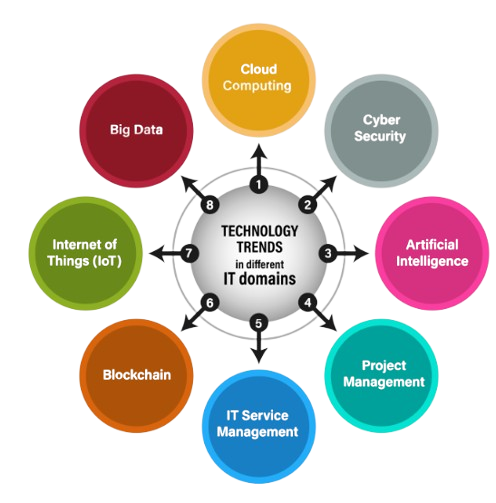 Cloud
Computing
Cyber
Security
Artificial
Intelligence
Project
Management
IT Service
Management
Blockchain
Internet of
Things (IoT)
Big Data
TECHNOLOGY
TRENDS
in different
IT domains
1
2
3
4
5
6
7
8